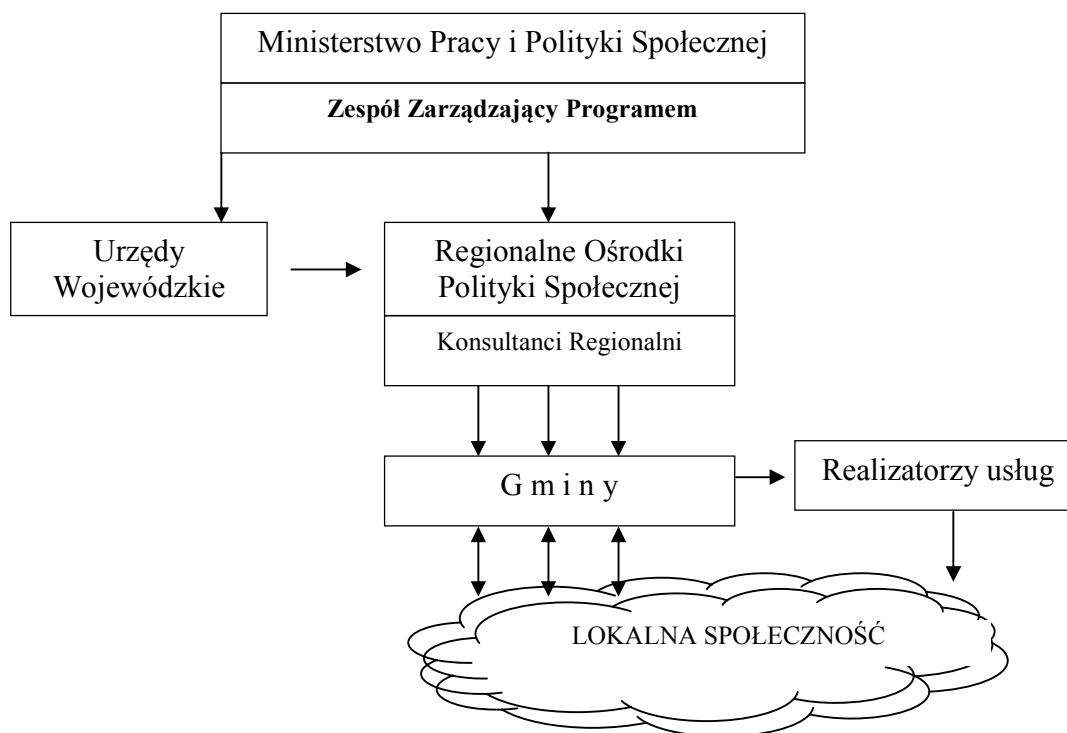 Ministerstwo Pracy i Polityki Społecznej
Zespół Zarządzający Programem
Urzędy
Wojewódzkie
Regionalne Ośrodki
Polityki Społecznej
Konsultanci Regionalni
G m i n y
Realizatorzy usług
LOKALNA SPOŁECZNOŚĆ